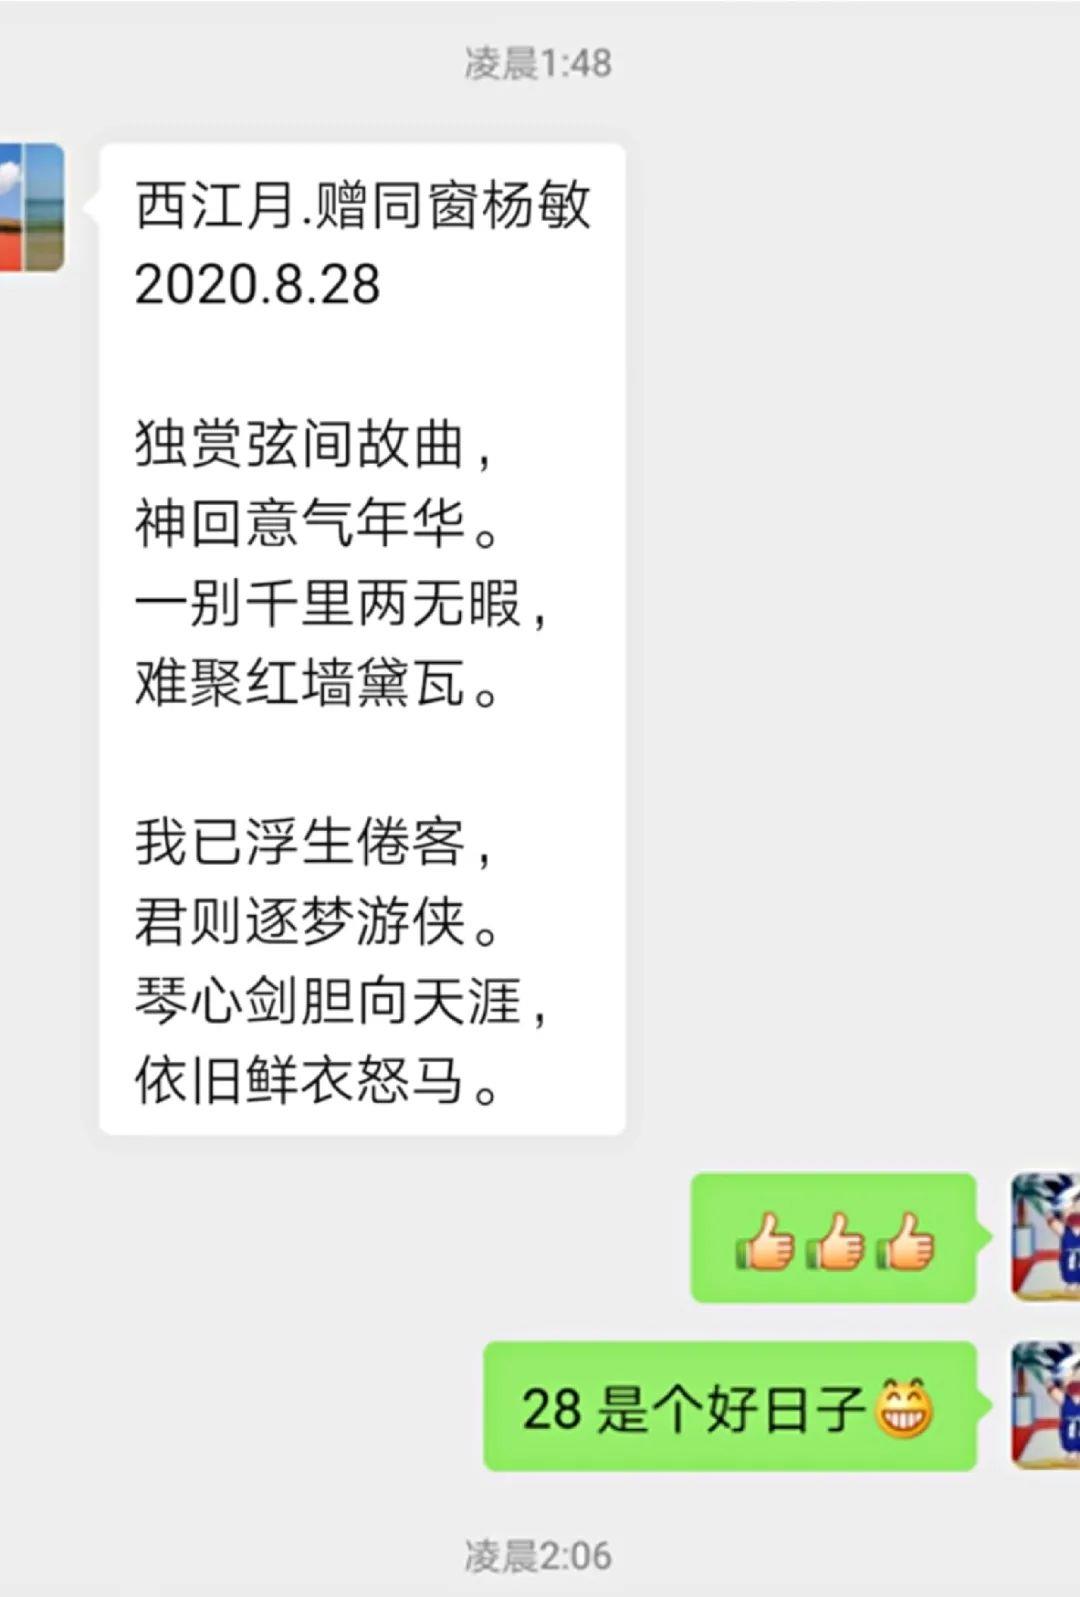 凌晨1:48
西江月.赠同窗杨敏
2020.8.28
独赏弦间故曲，
神回意气年华。
一别千里两无暇，
难聚红墙黛瓦。
我已浮生倦客，
君则逐梦游侠。
琴心剑胆向天涯，
依旧鲜衣怒马。
👍👍👍
28 是个好日子😁
凌晨2:06